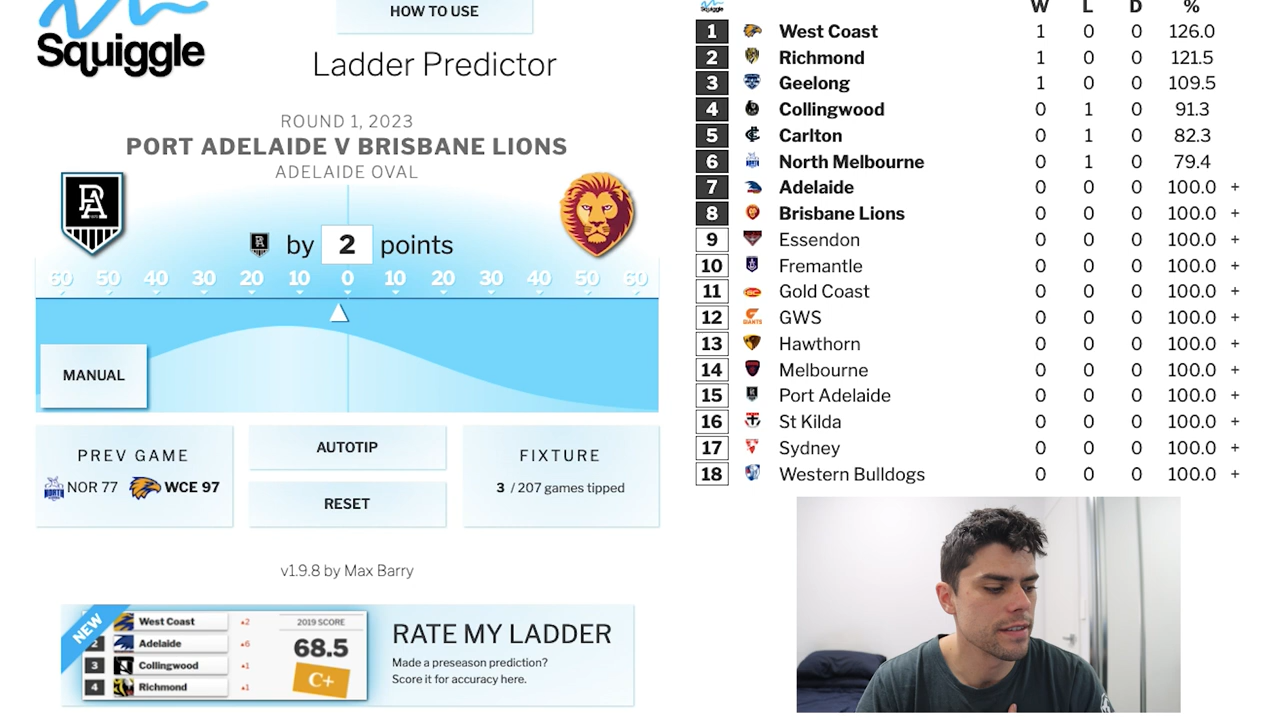 HOW TO USE
Squiggle
Ladder Predictor
ROUND 1, 2023
PORT ADELAIDE V BRISBANE LIONS
ADELAIDE OVAL
PA
PA by 2 points
60 50 40 30 20 10 0 10 20 30 40 50 60
MANUAL
PREV GAME
NOR 77 WCE 97
AUTOTIP
RESET
FIXTURE
3 / 207 games tipped
v1.9.8 by Max Barry
NEW
West Coast ▲2
2 Adelaide ▲6
3 Collingwood ▲1
4 Richmond ▲1
2019 SCORE
68.5
C+
RATE MY LADDER
Made a preseason prediction?
Score it for accuracy here.
Squiggle W L D %
1 West Coast 1 0 0 126.0
2 Richmond 1 0 0 121.5
3 Geelong 1 0 0 109.5
4 Collingwood 0 1 0 91.3
5 Carlton 0 1 0 82.3
6 North Melbourne 0 1 0 79.4
7 Adelaide 0 0 0 100.0 +
8 Brisbane Lions 0 0 0 100.0 +
9 Essendon 0 0 0 100.0 +
10 Fremantle 0 0 0 100.0 +
11 Gold Coast 0 0 0 100.0 +
12 GWS 0 0 0 100.0 +
13 Hawthorn 0 0 0 100.0 +
14 Melbourne 0 0 0 100.0 +
15 Port Adelaide 0 0 0 100.0 +
16 St Kilda 0 0 0 100.0 +
17 Sydney 0 0 0 100.0 +
18 Western Bulldogs 0 0 0 100.0 +